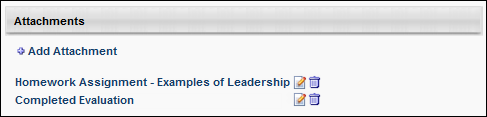 Attachments
Add Attachment
Homework Assignment - Examples of Leadership
Completed Evaluation